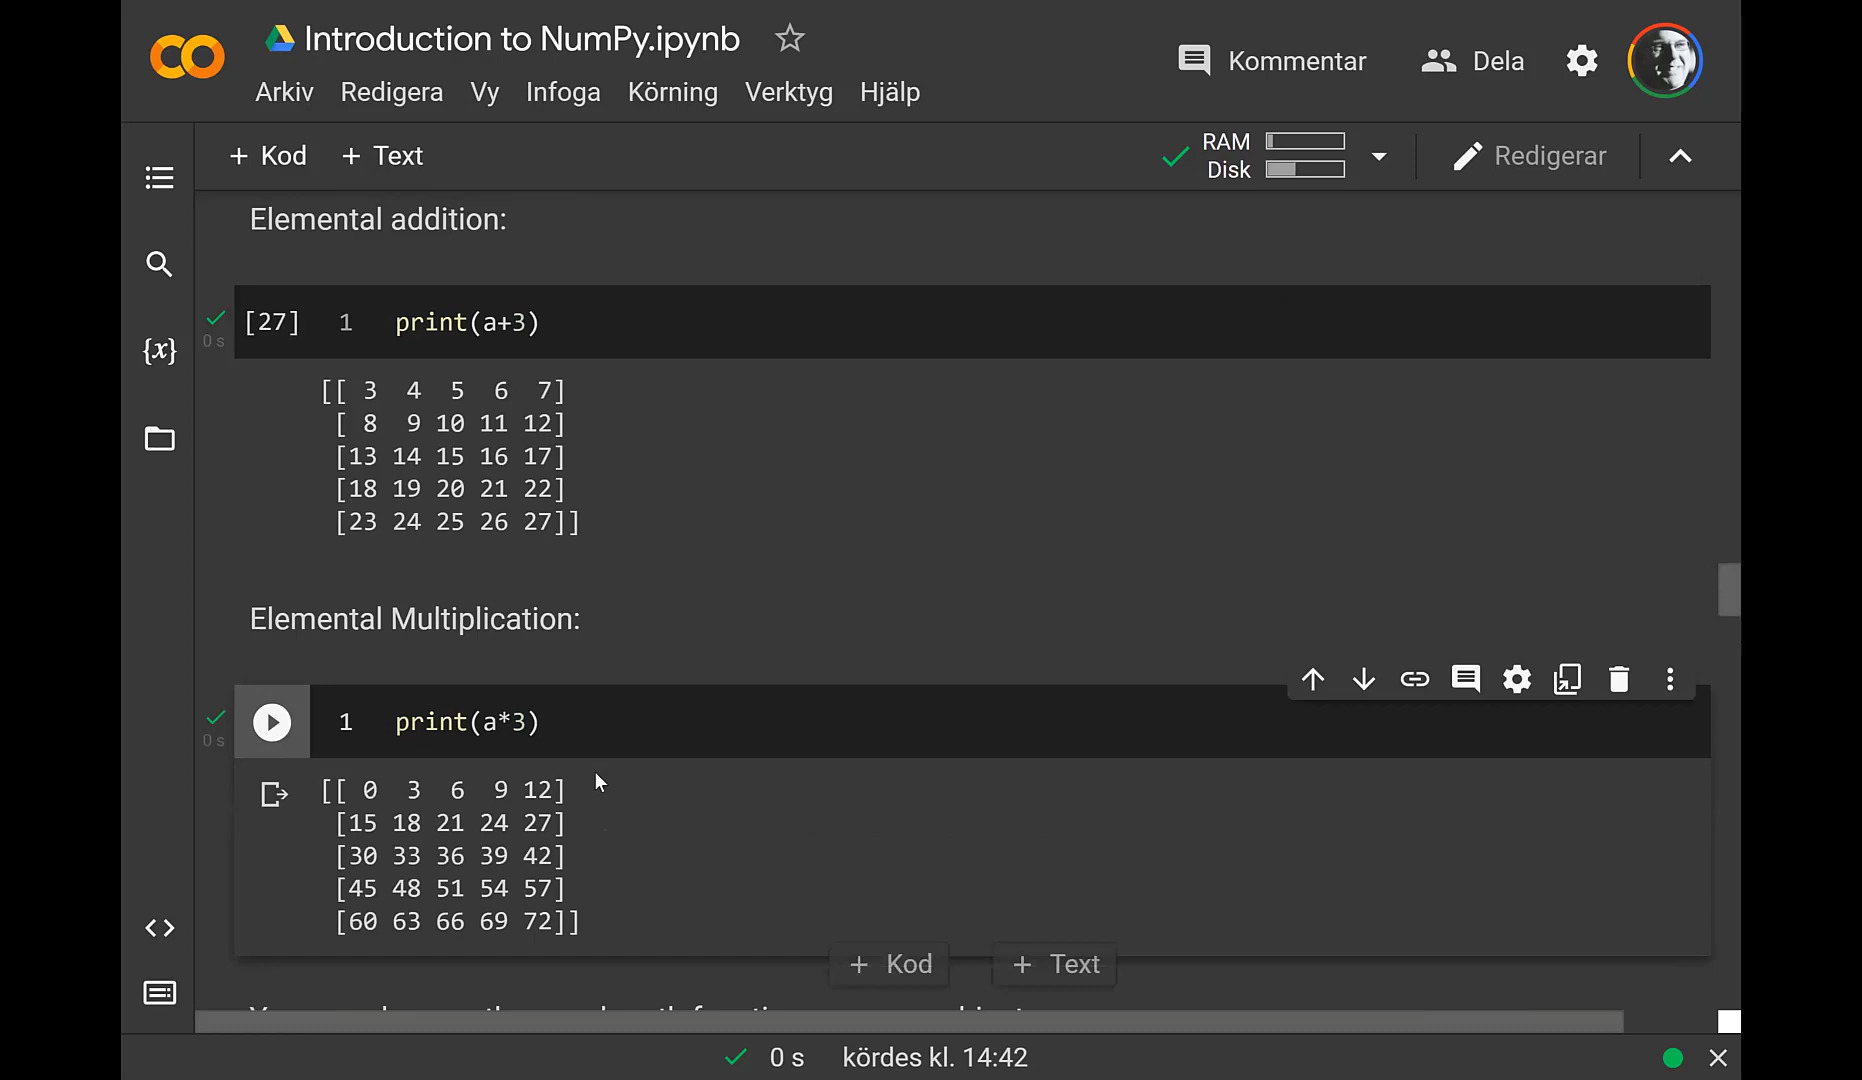 Introduction to NumPy.ipynb
Kommentar
Dela
Arkiv Redigera Vy Infoga Körning Verktyg Hjälp
+ Kod + Text
RAM
Disk
Redigerar
Elemental addition:
[27] 1 print(a+3)
0 s
[[ 3  4  5  6  7]
[ 8  9 10 11 12]
[13 14 15 16 17]
[18 19 20 21 22]
[23 24 25 26 27]]
Elemental Multiplication:
1 print(a*3)
0 s
[[ 0  3  6  9 12]
[15 18 21 24 27]
[30 33 36 39 42]
[45 48 51 54 57]
[60 63 66 69 72]]
+ Kod + Text
0 s kördes kl. 14:42